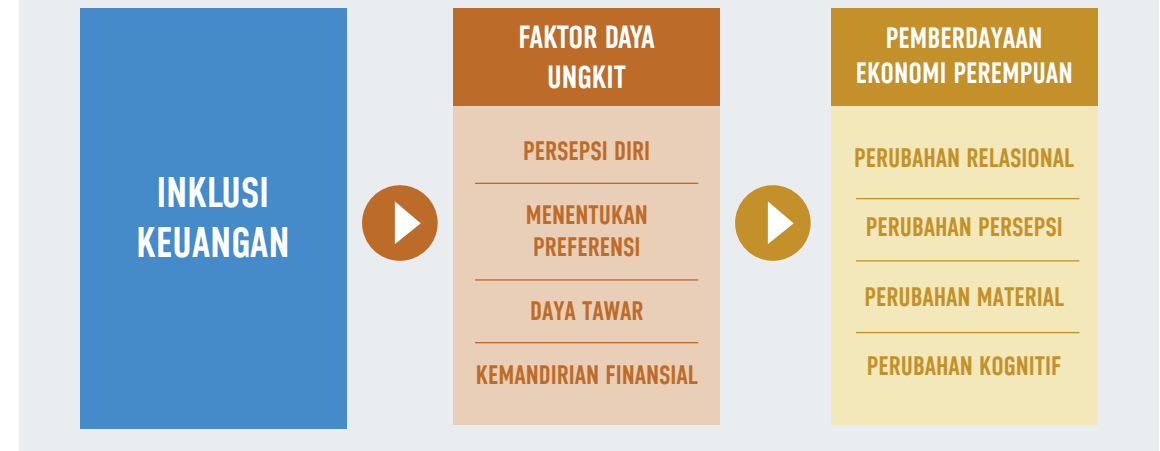 INKLUSI
KEUANGAN
FAKTOR DAYA
UNGKIT
PERSEPSI DIRI
MENENTUKAN
PREFERENSI
DAYA TAWAR
KEMANDIRIAN FINANSIAL
PEMBERDAYAAN
EKONOMI PEREMPUAN
PERUBAHAN RELASIONAL
PERUBAHAN PERSEPSI
PERUBAHAN MATERIAL
PERUBAHAN KOGNITIF